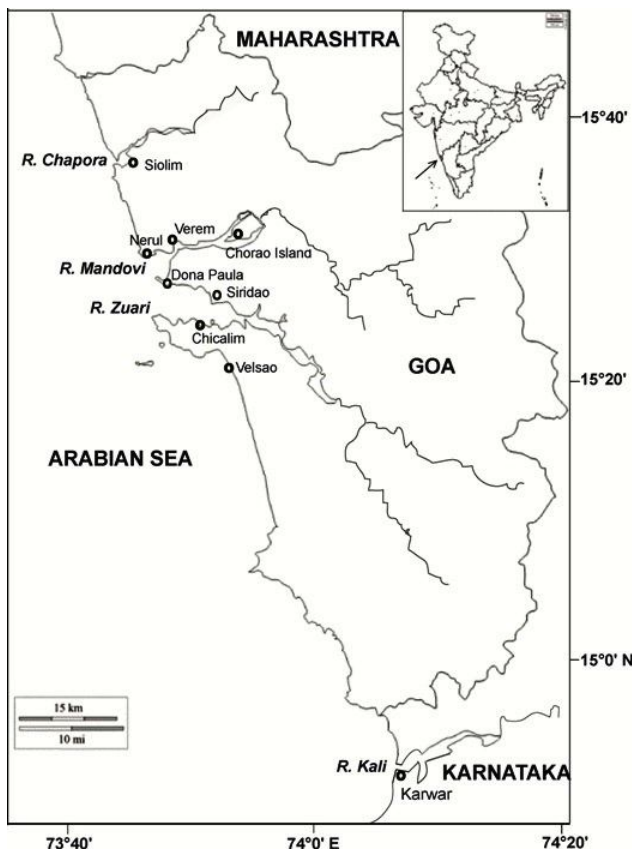 MAHARASHTRA
15°40'
R. Chapora
Siolim
Verem
Nerul
Chorao Island
R. Mandovi
Dona Paula
Siridao
R. Zuari
Chicalim
GOA
Velsao
15°20'
ARABIAN SEA
15°0' N
15 km
10 mi
R. Kali
KARNATAKA
Karwar
73°40'
74°0' E
74°20'